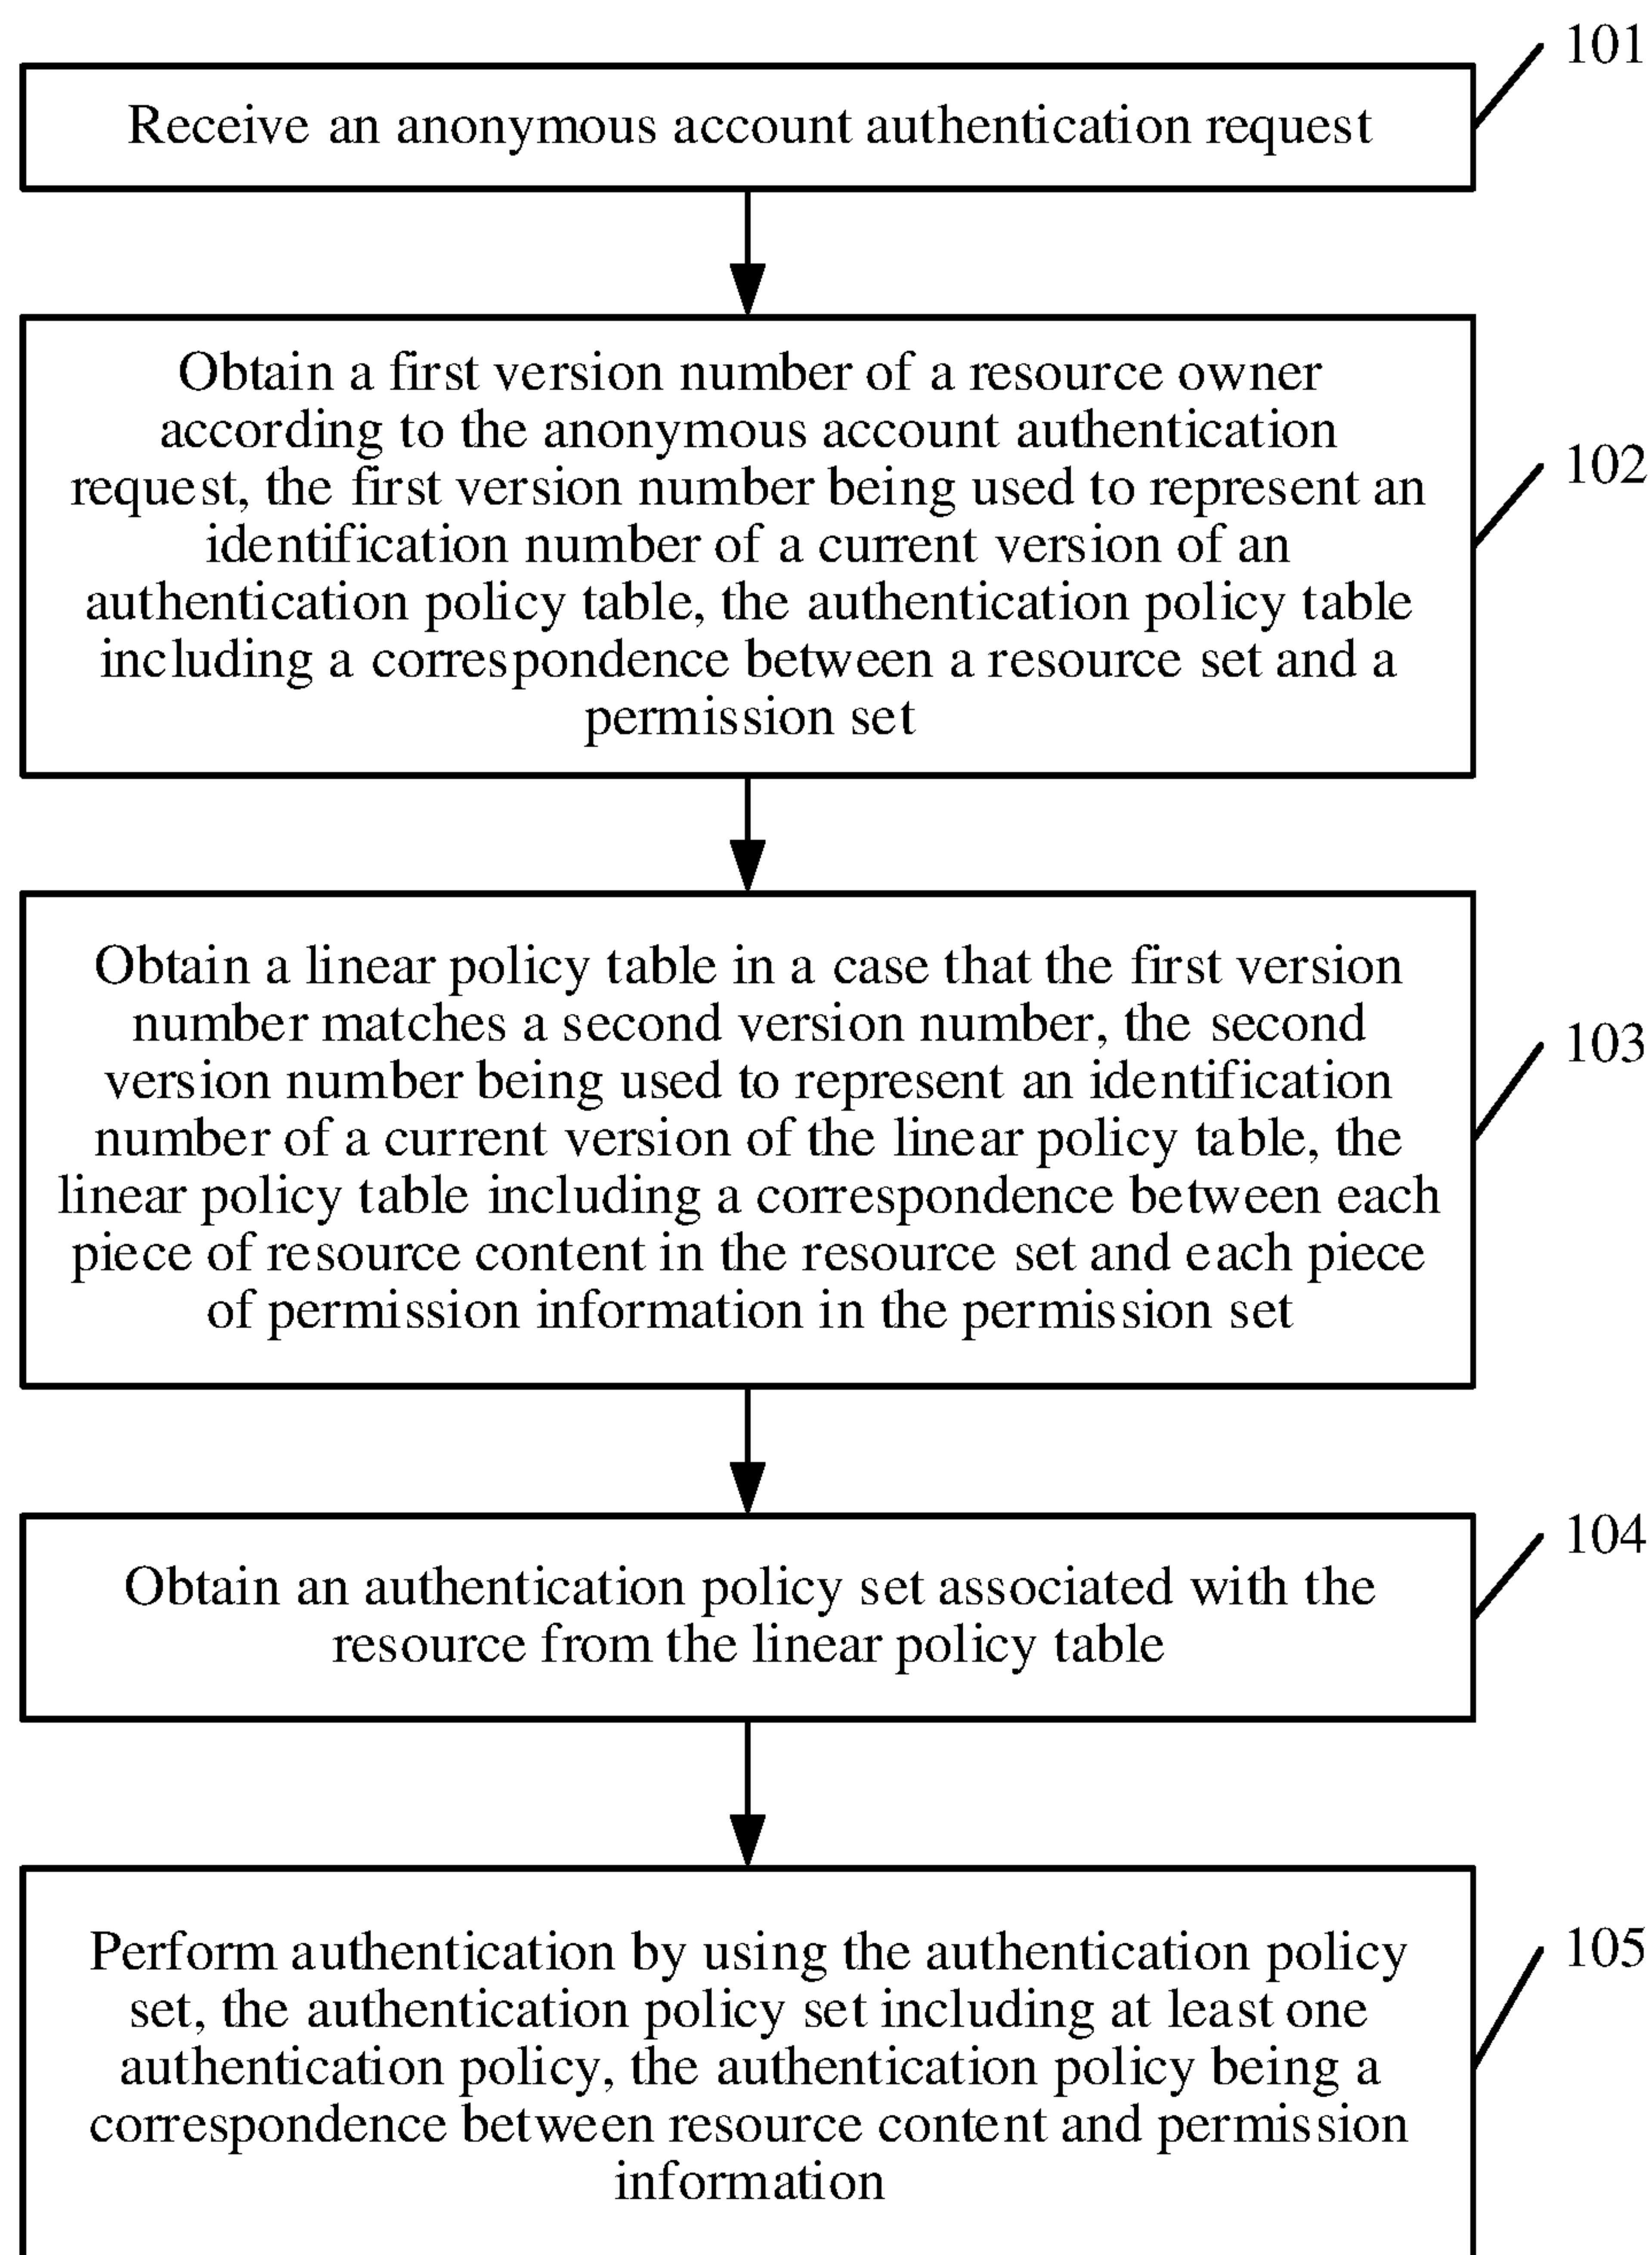 101
Receive an anonymous account authentication request
Obtain a first version number of a resource owner
according to the anonymous account authentication
request, the first version number being used to represent an
identification number of a current version of an
authentication policy table, the authentication policy table
including a correspondence between a resource set and a
permission set
102
Obtain a linear policy table in a case that the first version
number matches a second version number, the second
version number being used to represent an identification
number of a current version of the linear policy table, the
linear policy table including a correspondence between each
piece of resource content in the resource set and each piece
of permission information in the permission set
103
Obtain an authentication policy set associated with the
resource from the linear policy table
104
Perform authentication by using the authentication policy
set, the authentication policy set including at least one
authentication policy, the authentication policy being a
correspondence between resource content and permission
information
105